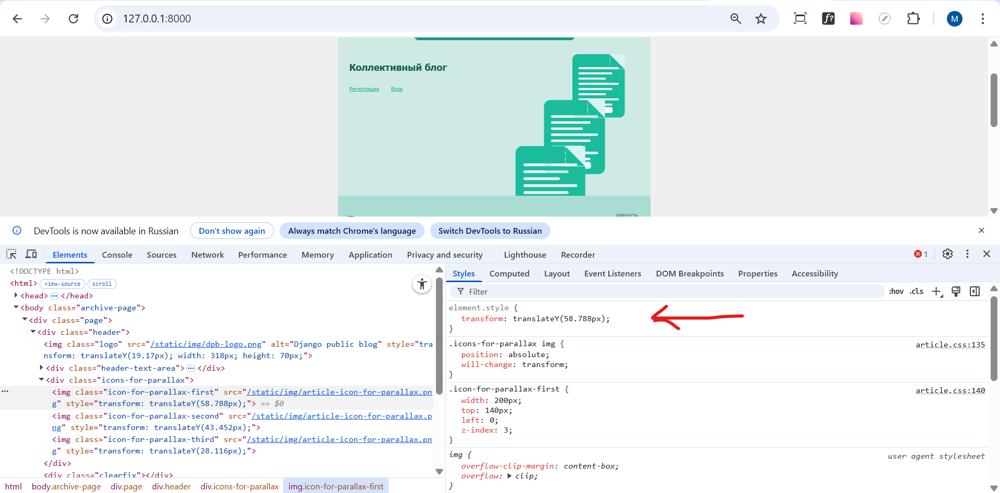 127.0.0.1:8000
M
Коллективный блог
Регистрация Вход
свернуть
DevTools is now available in Russian
Don't show again
Always match Chrome's language
Switch DevTools to Russian
Elements Console Sources Network Performance Memory Application Privacy and security Lighthouse Recorder
1
<!DOCTYPE html>
<html> view-source scroll
<head> ··· </head>
<body class="archive-page">
<div class="page">
<div class="header">
<img class="logo" src="/static/img/dpb-logo.png" alt="Django public blog" style="tra
nsform: translateY(19.17px); width: 318px; height: 70px;">
<div class="header-text-area"> ··· </div>
<div class="icons-for-parallax">
<img class="icon-for-parallax-first" src="/static/img/article-icon-for-parallax.pn
g" style="transform: translateY(58.788px);"> == $0
<img class="icon-for-parallax-second" src="/static/img/article-icon-for-parallax.p
ng" style="transform: translateY(43.452px);">
<img class="icon-for-parallax-third" src="/static/img/article-icon-for-parallax.pn
g" style="transform: translateY(28.116px);">
</div>
<div class="clearfix"></div>
html body.archive-page div.page div.header div.icons-for-parallax img.icon-for-parallax-first
Styles Computed Layout Event Listeners DOM Breakpoints Properties Accessibility
Filter
:hov .cls
element.style {
transform: translateY(58.788px);
}
.icons-for-parallax img { article.css:135
position: absolute;
will-change: transform;
}
.icon-for-parallax-first { article.css:140
width: 200px;
top: 140px;
left: 0;
z-index: 3;
}
img { user agent stylesheet
overflow-clip-margin: content-box;
overflow: clip;
}